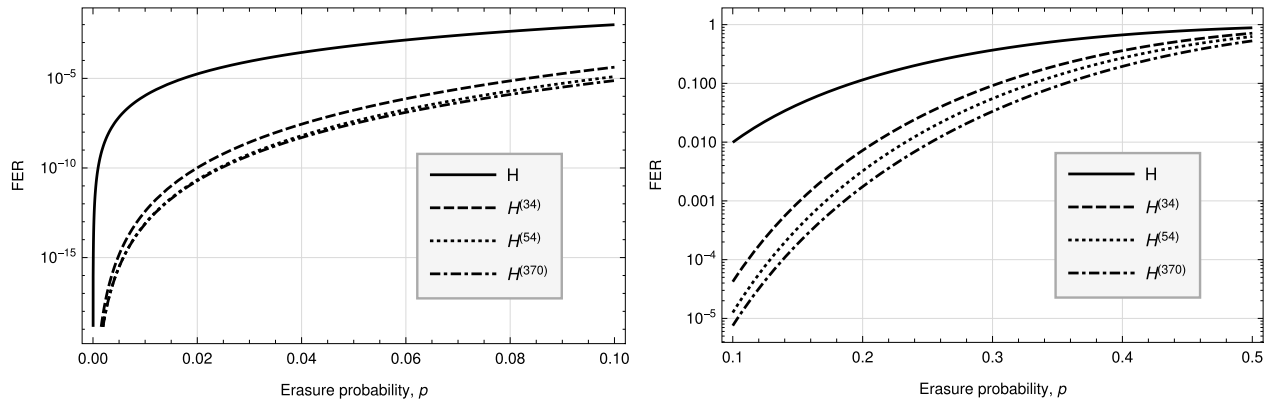 FER
10⁻⁵
10⁻¹⁰
10⁻¹⁵
H
H⁽³⁴⁾
H⁽⁵⁴⁾
H⁽³⁷⁰⁾
0.00 0.02 0.04 0.06 0.08 0.10
Erasure probability, p
FER
1
0.100
0.010
0.001
10⁻⁴
10⁻⁵
H
H⁽³⁴⁾
H⁽⁵⁴⁾
H⁽³⁷⁰⁾
0.1 0.2 0.3 0.4 0.5
Erasure probability, p